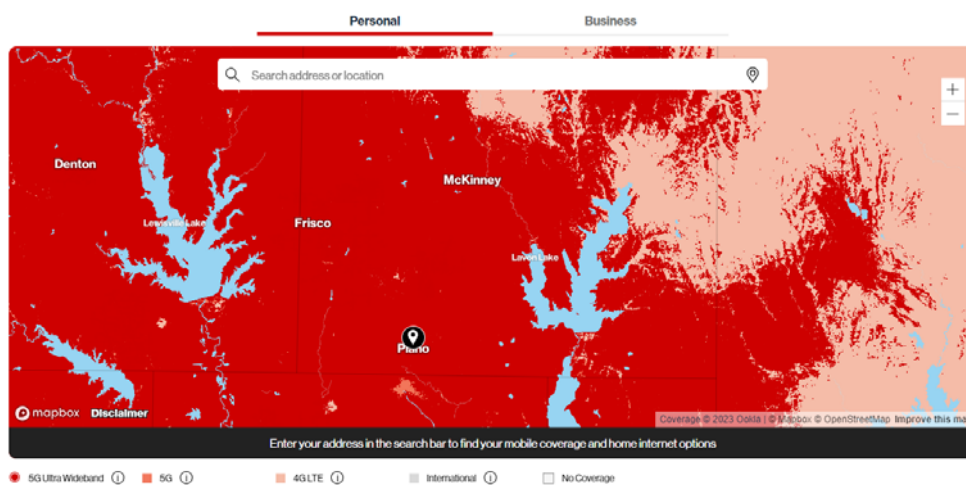 Personal Business
Search address or location
Denton
McKinney
Lewisville Lake
Frisco
Lavon Lake
Plano
mapbox Disclaimer
Coverage © 2023 Ookla | © Mapbox © OpenStreetMap Improve this ma
Enter your address in the search bar to find your mobile coverage and home internet options
5G Ultra Wideband 5G 4G LTE International No Coverage